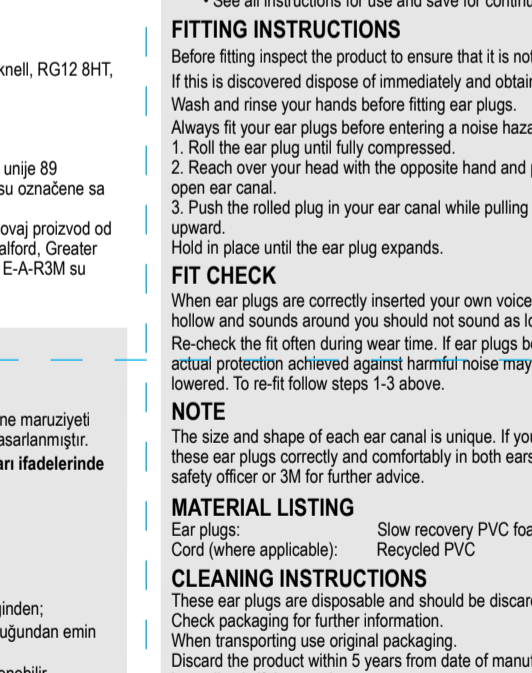 knell, RG12 8HT,
unije 89
su označene sa
ovaj proizvod od
alford, Greater
E-A-R3M su
ne maruziyeti
asarlanmıştır.
arı ifadelerinde
ğinden;
uğundan emin
• See all instructions for use and save for continu
FITTING INSTRUCTIONS
Before fitting inspect the product to ensure that it is not
If this is discovered dispose of immediately and obtain
Wash and rinse your hands before fitting ear plugs.
Always fit your ear plugs before entering a noise haza
1. Roll the ear plug until fully compressed.
2. Reach over your head with the opposite hand and p
open ear canal.
3. Push the rolled plug in your ear canal while pulling
upward.
Hold in place until the ear plug expands.
FIT CHECK
When ear plugs are correctly inserted your own voice
hollow and sounds around you should not sound as lo
Re-check the fit often during wear time. If ear plugs be
actual protection achieved against harmful noise may
lowered. To re-fit follow steps 1-3 above.
NOTE
The size and shape of each ear canal is unique. If you
these ear plugs correctly and comfortably in both ears
safety officer or 3M for further advice.
MATERIAL LISTING
Ear plugs: Slow recovery PVC foa
Cord (where applicable): Recycled PVC
CLEANING INSTRUCTIONS
These ear plugs are disposable and should be discard
Check packaging for further information.
When transporting use original packaging.
Discard the product within 5 years from date of manuf